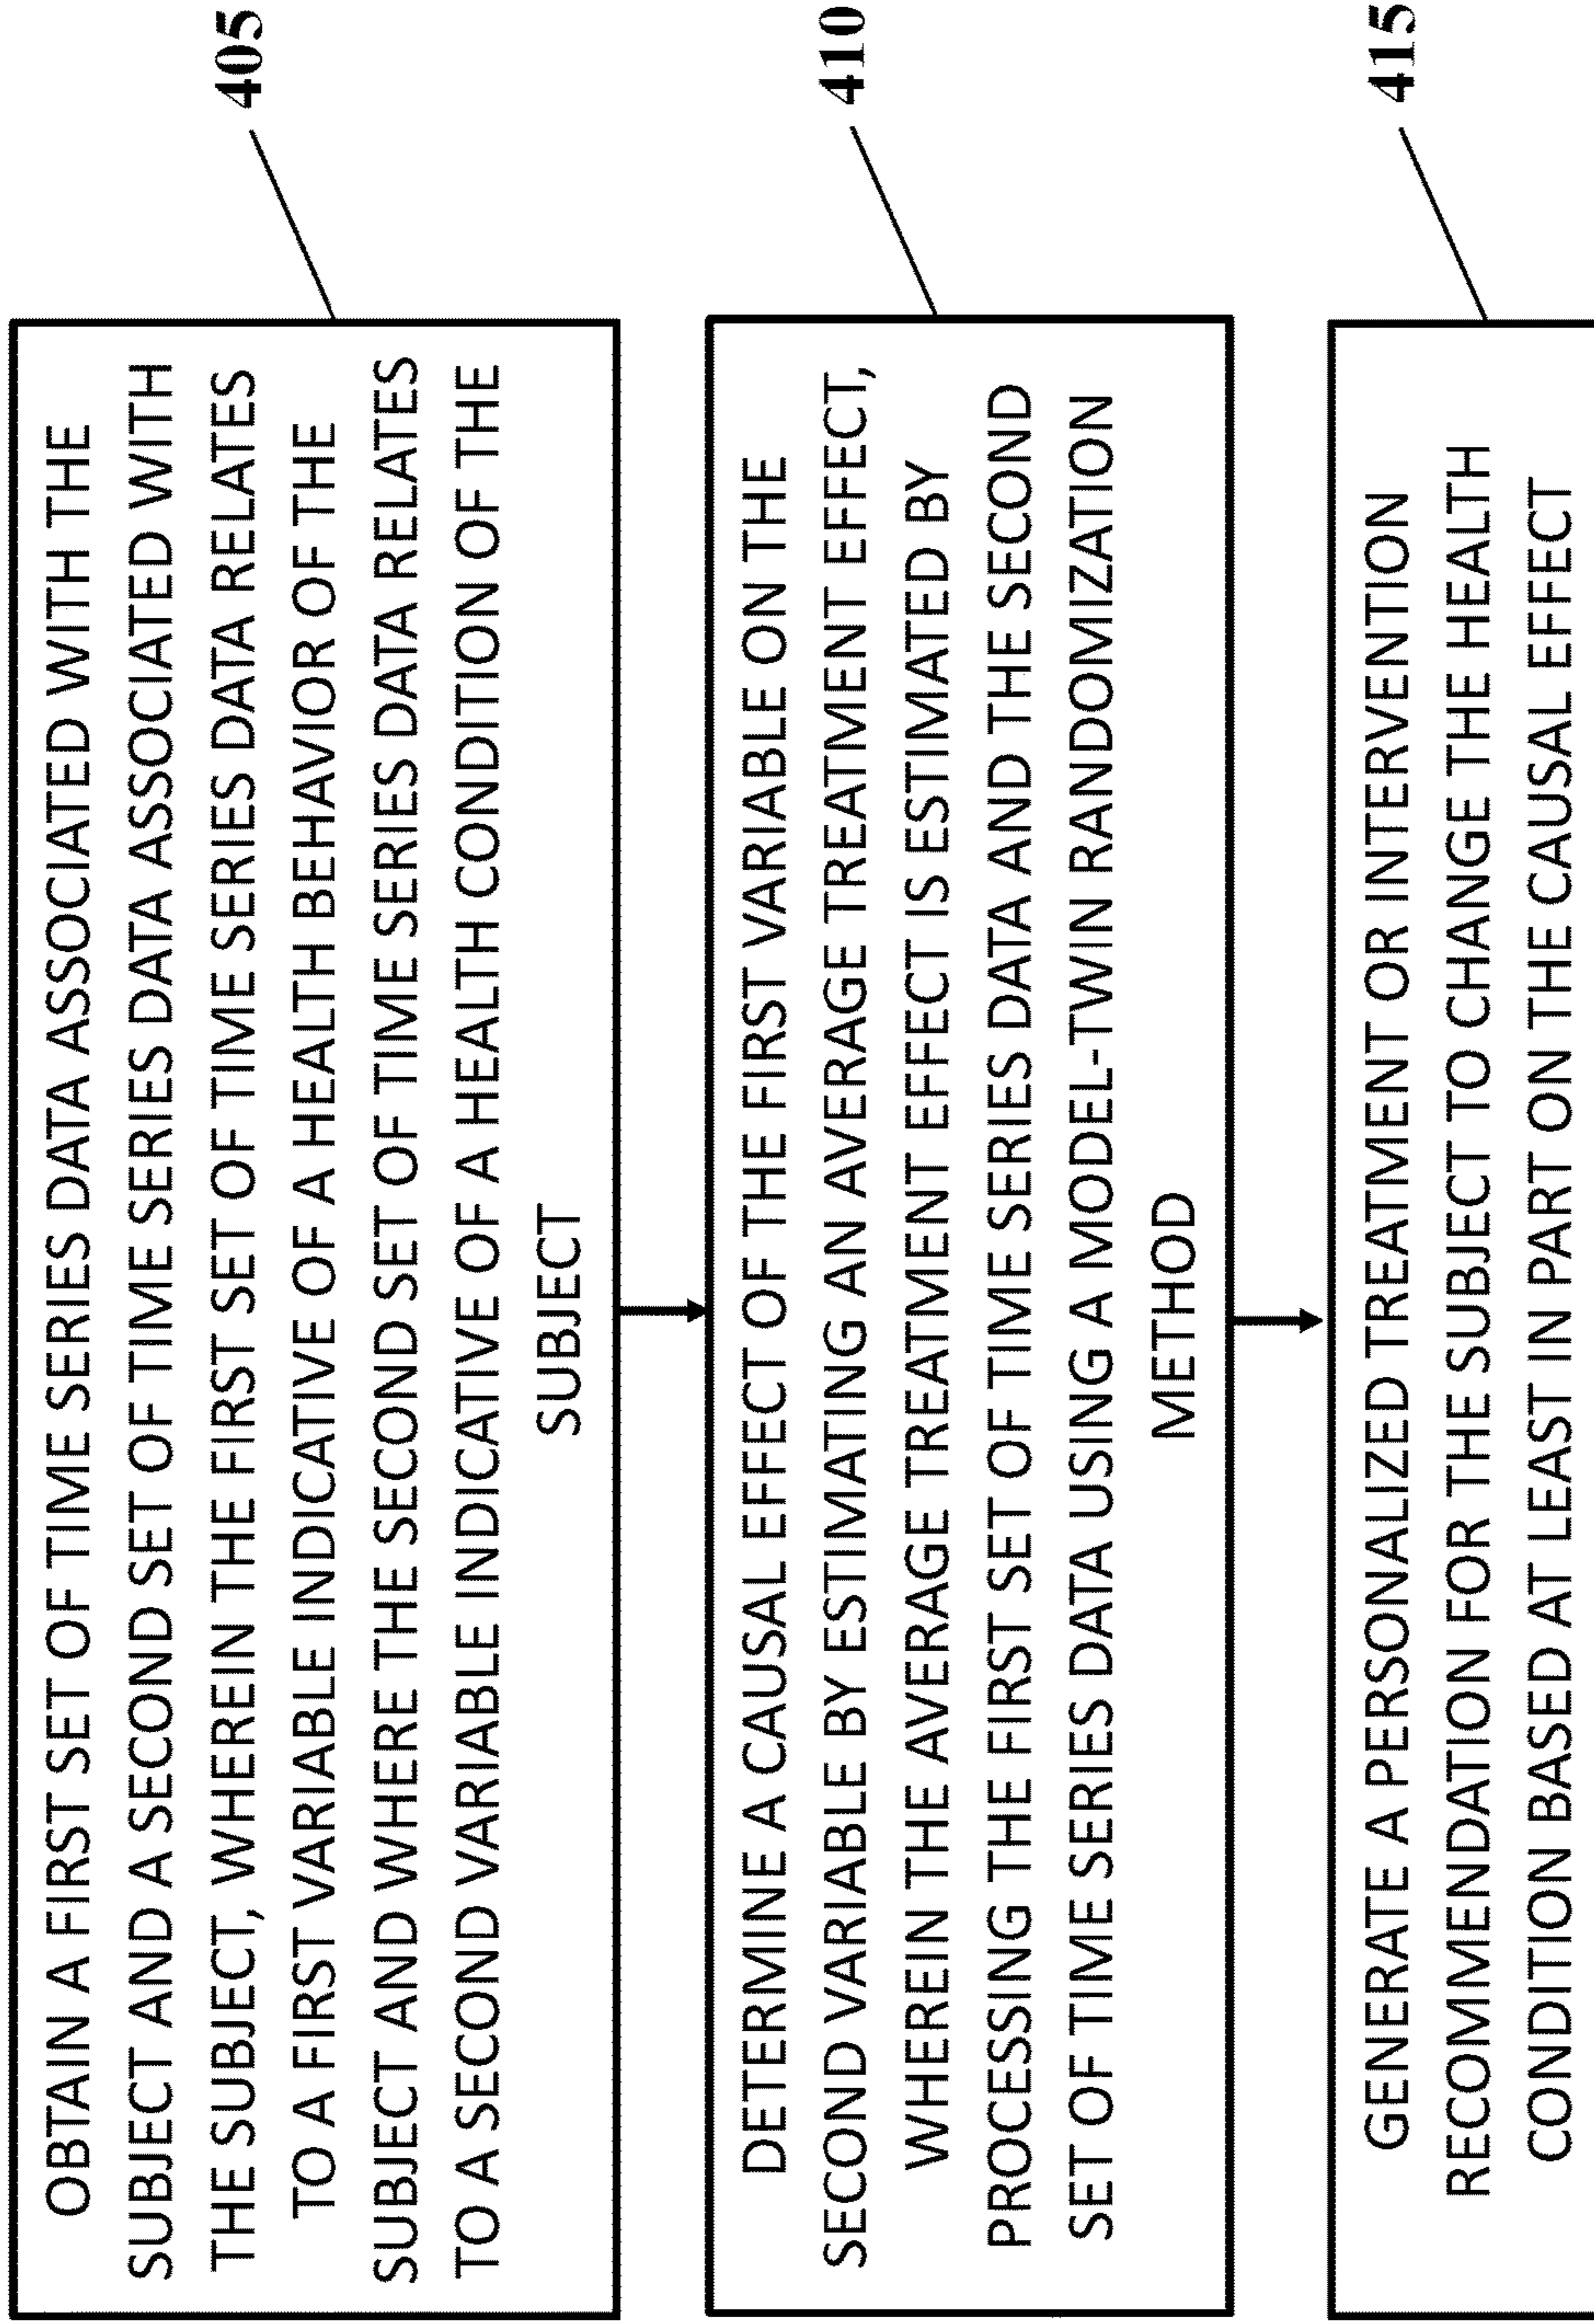 OBTAIN A FIRST SET OF TIME SERIES DATA ASSOCIATED WITH THE
SUBJECT AND A SECOND SET OF TIME SERIES DATA ASSOCIATED WITH
THE SUBJECT, WHEREIN THE FIRST SET OF TIME SERIES DATA RELATES
TO A FIRST VARIABLE INDICATIVE OF A HEALTH BEHAVIOR OF THE
SUBJECT AND WHERE THE SECOND SET OF TIME SERIES DATA RELATES
TO A SECOND VARIABLE INDICATIVE OF A HEALTH CONDITION OF THE
SUBJECT
405
DETERMINE A CAUSAL EFFECT OF THE FIRST VARIABLE ON THE
SECOND VARIABLE BY ESTIMATING AN AVERAGE TREATMENT EFFECT,
WHEREIN THE AVERAGE TREATMENT EFFECT IS ESTIMATED BY
PROCESSING THE FIRST SET OF TIME SERIES DATA AND THE SECOND
SET OF TIME SERIES DATA USING A MODEL-TWIN RANDOMIZATION
METHOD
410
GENERATE A PERSONALIZED TREATMENT OR INTERVENTION
RECOMMENDATION FOR THE SUBJECT TO CHANGE THE HEALTH
CONDITION BASED AT LEAST IN PART ON THE CAUSAL EFFECT
415